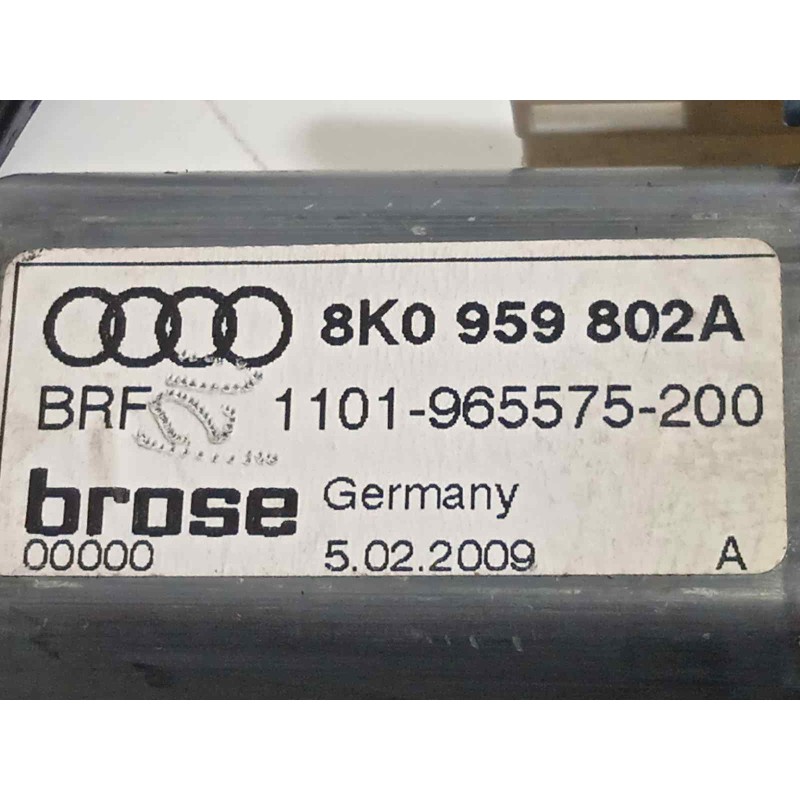 8K0 959 802A
BRF 1101-965575-200
brose Germany
00000 5.02.2009 A